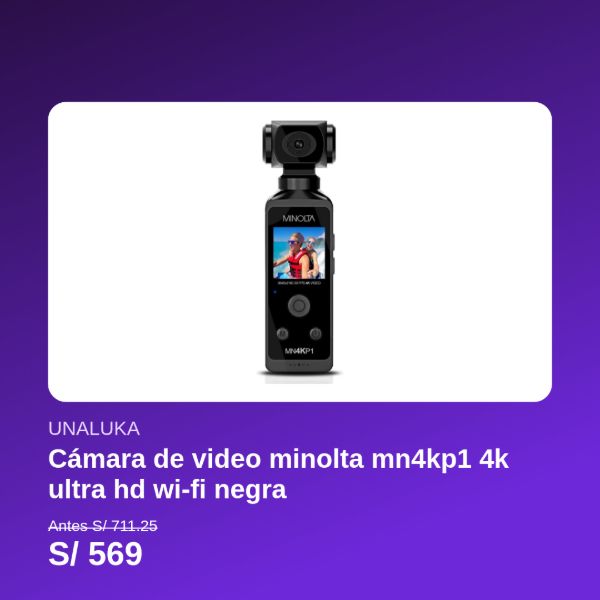 MINOLTA
MN4KP1
UNALUKA
Cámara de video minolta mn4kp1 4k
ultra hd wi-fi negra
Antes S/ 711.25
S/ 569